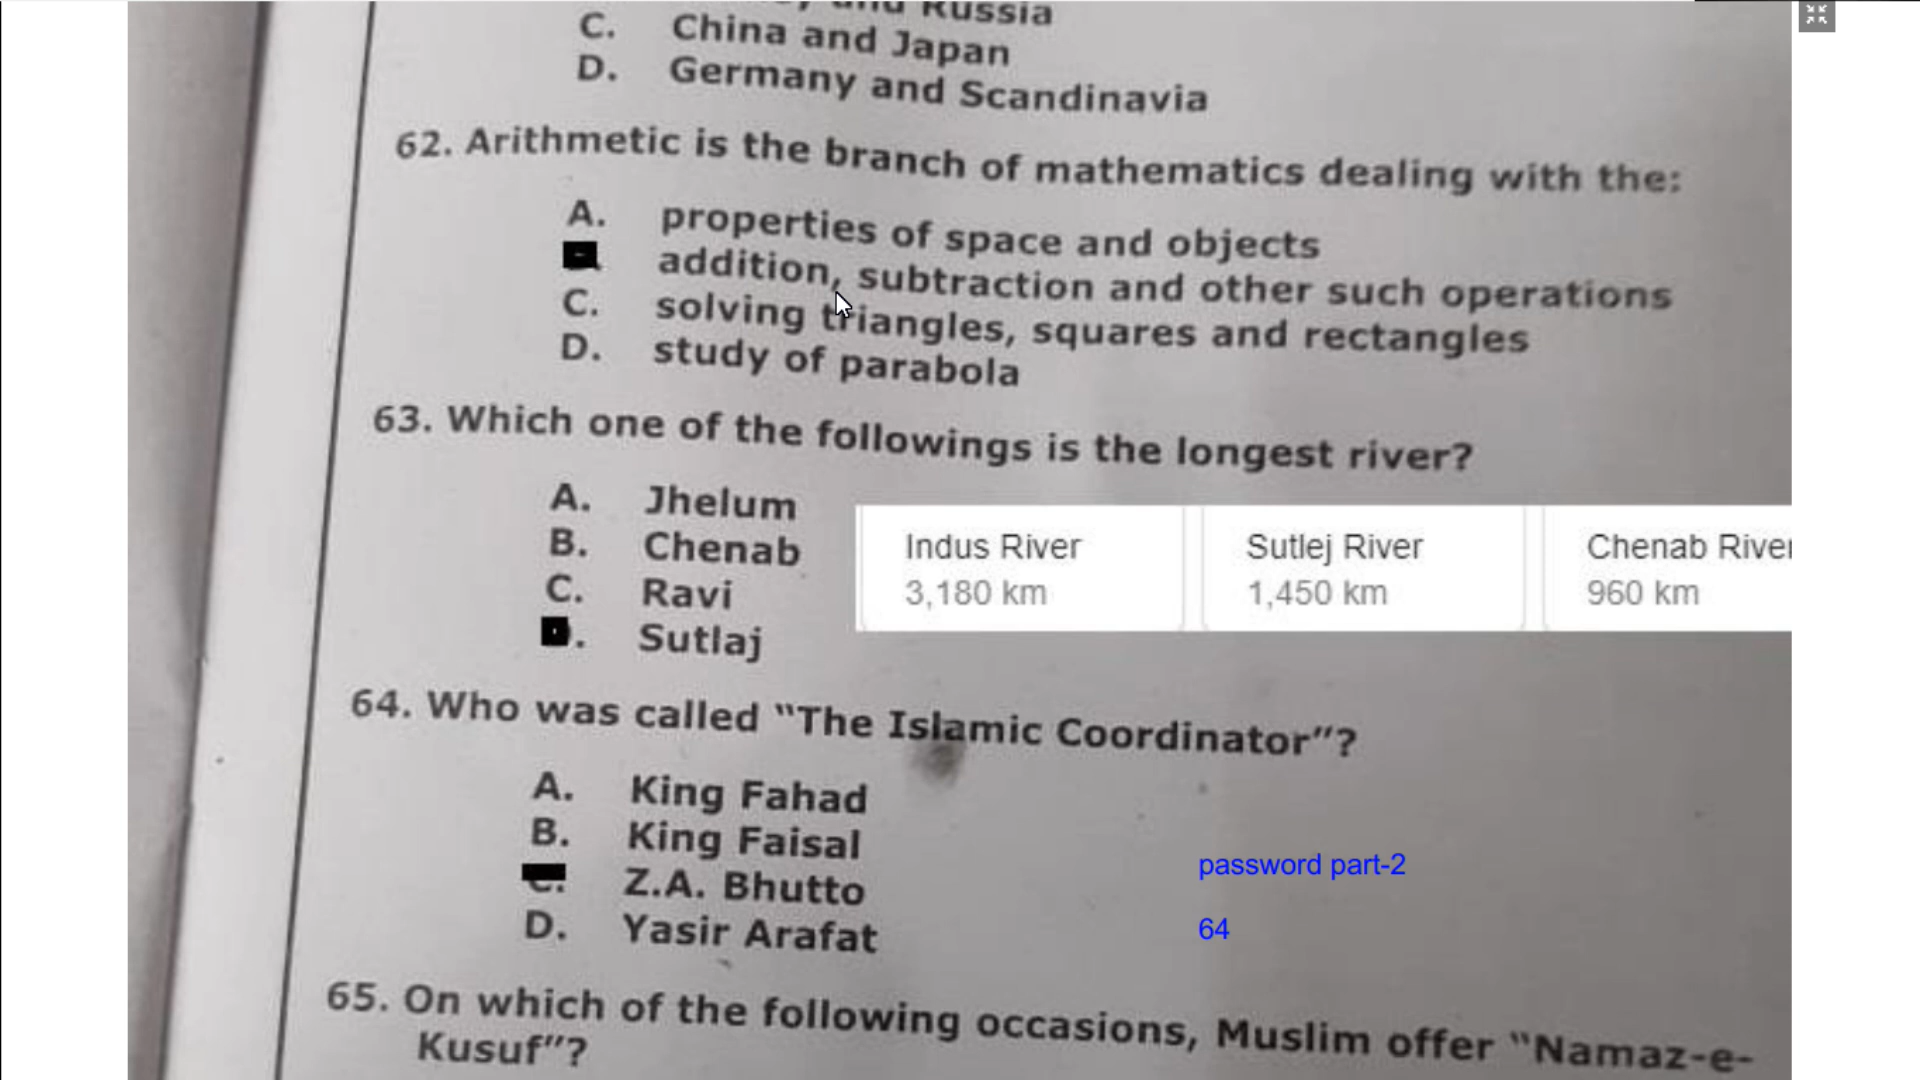 and Russia
C. China and Japan
D. Germany and Scandinavia
62. Arithmetic is the branch of mathematics dealing with the:
A. properties of space and objects
addition, subtraction and other such operations
C. solving triangles, squares and rectangles
D. study of parabola
63. Which one of the followings is the longest river?
A. Jhelum
B. Chenab
C. Ravi
Sutlaj
Indus River
3,180 km
Sutlej River
1,450 km
Chenab River
960 km
64. Who was called “The Islamic Coordinator”?
A. King Fahad
B. King Faisal
C. Z.A. Bhutto
D. Yasir Arafat
password part-2
64
65. On which of the following occasions, Muslim offer “Namaz-e-
Kusuf”?